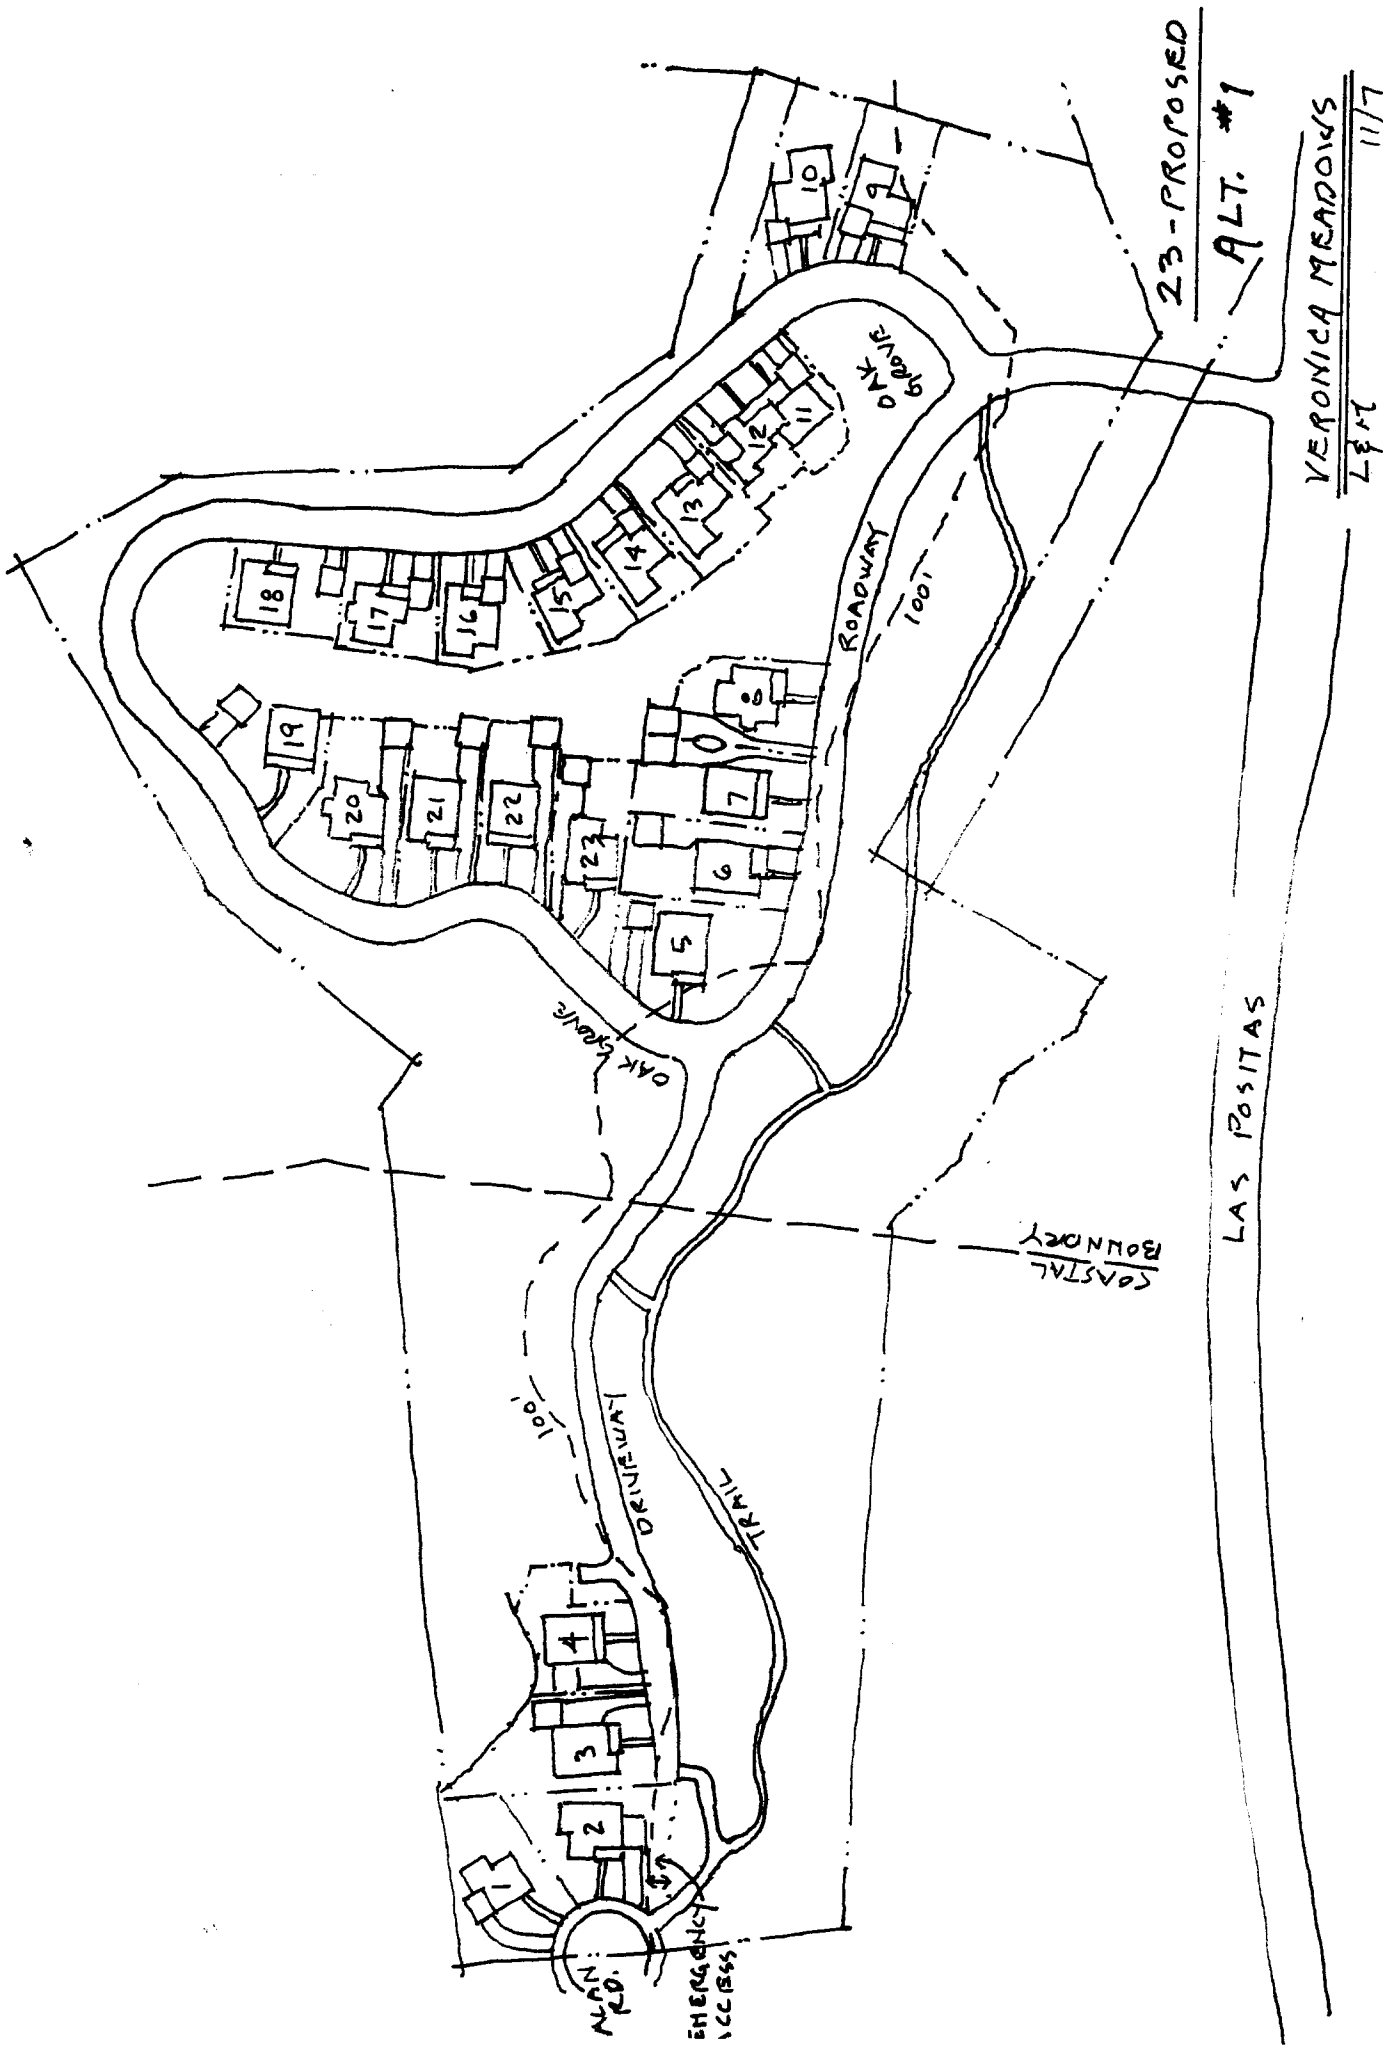 23-PROPOSED
ALT. #1
VERONICA MEADOWS
L&M 11/7
10
9
OAK
GROVE
11
12
13
14
15
16
17
18
19
20
21
22
23
8
7
6
5
ROADWAY
100'
OAK GROVE
LAS POSITAS
COASTAL
BOUNDRY
100'
DRIVEWAY
TRAIL
4
3
2
1
ALAN
RD.
EMERGENCY
ACCESS